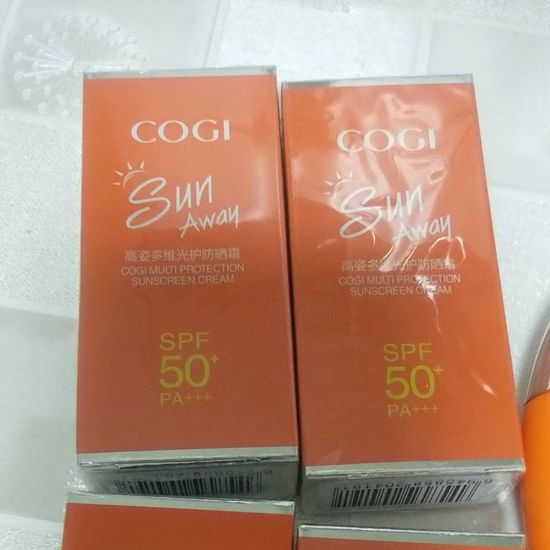 COGI
Sun
Away
高姿多维光护防晒霜
COGI MULTI PROTECTION
SUNSCREEN CREAM
SPF
50+
PA+++
COGI
Sun
Away
高姿多维光护防晒霜
COGI MULTI PROTECTION
SUNSCREEN CREAM
SPF
50+
PA+++